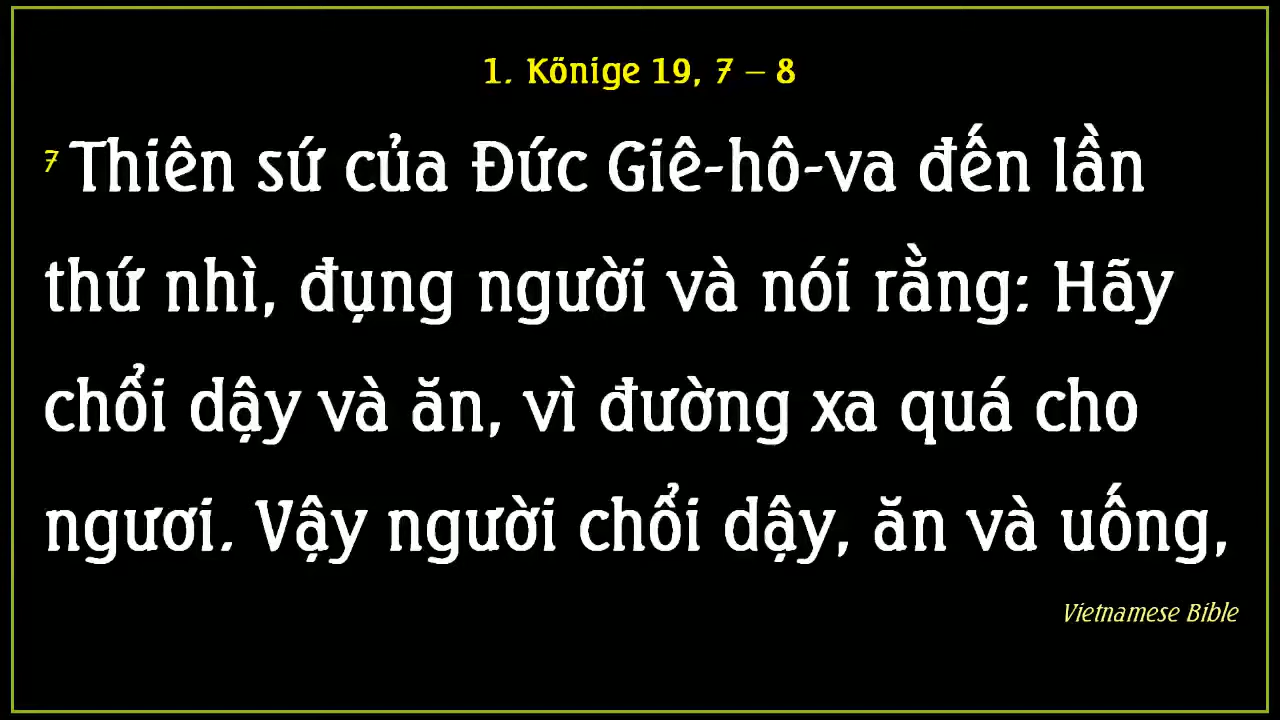 1. Könige 19, 7 – 8
7 Thiên sứ của Đức Giê-hô-va đến lần
thứ nhì, đụng người và nói rằng: Hãy
chổi dậy và ăn, vì đường xa quá cho
ngươi. Vậy người chổi dậy, ăn và uống,
Vietnamese Bible